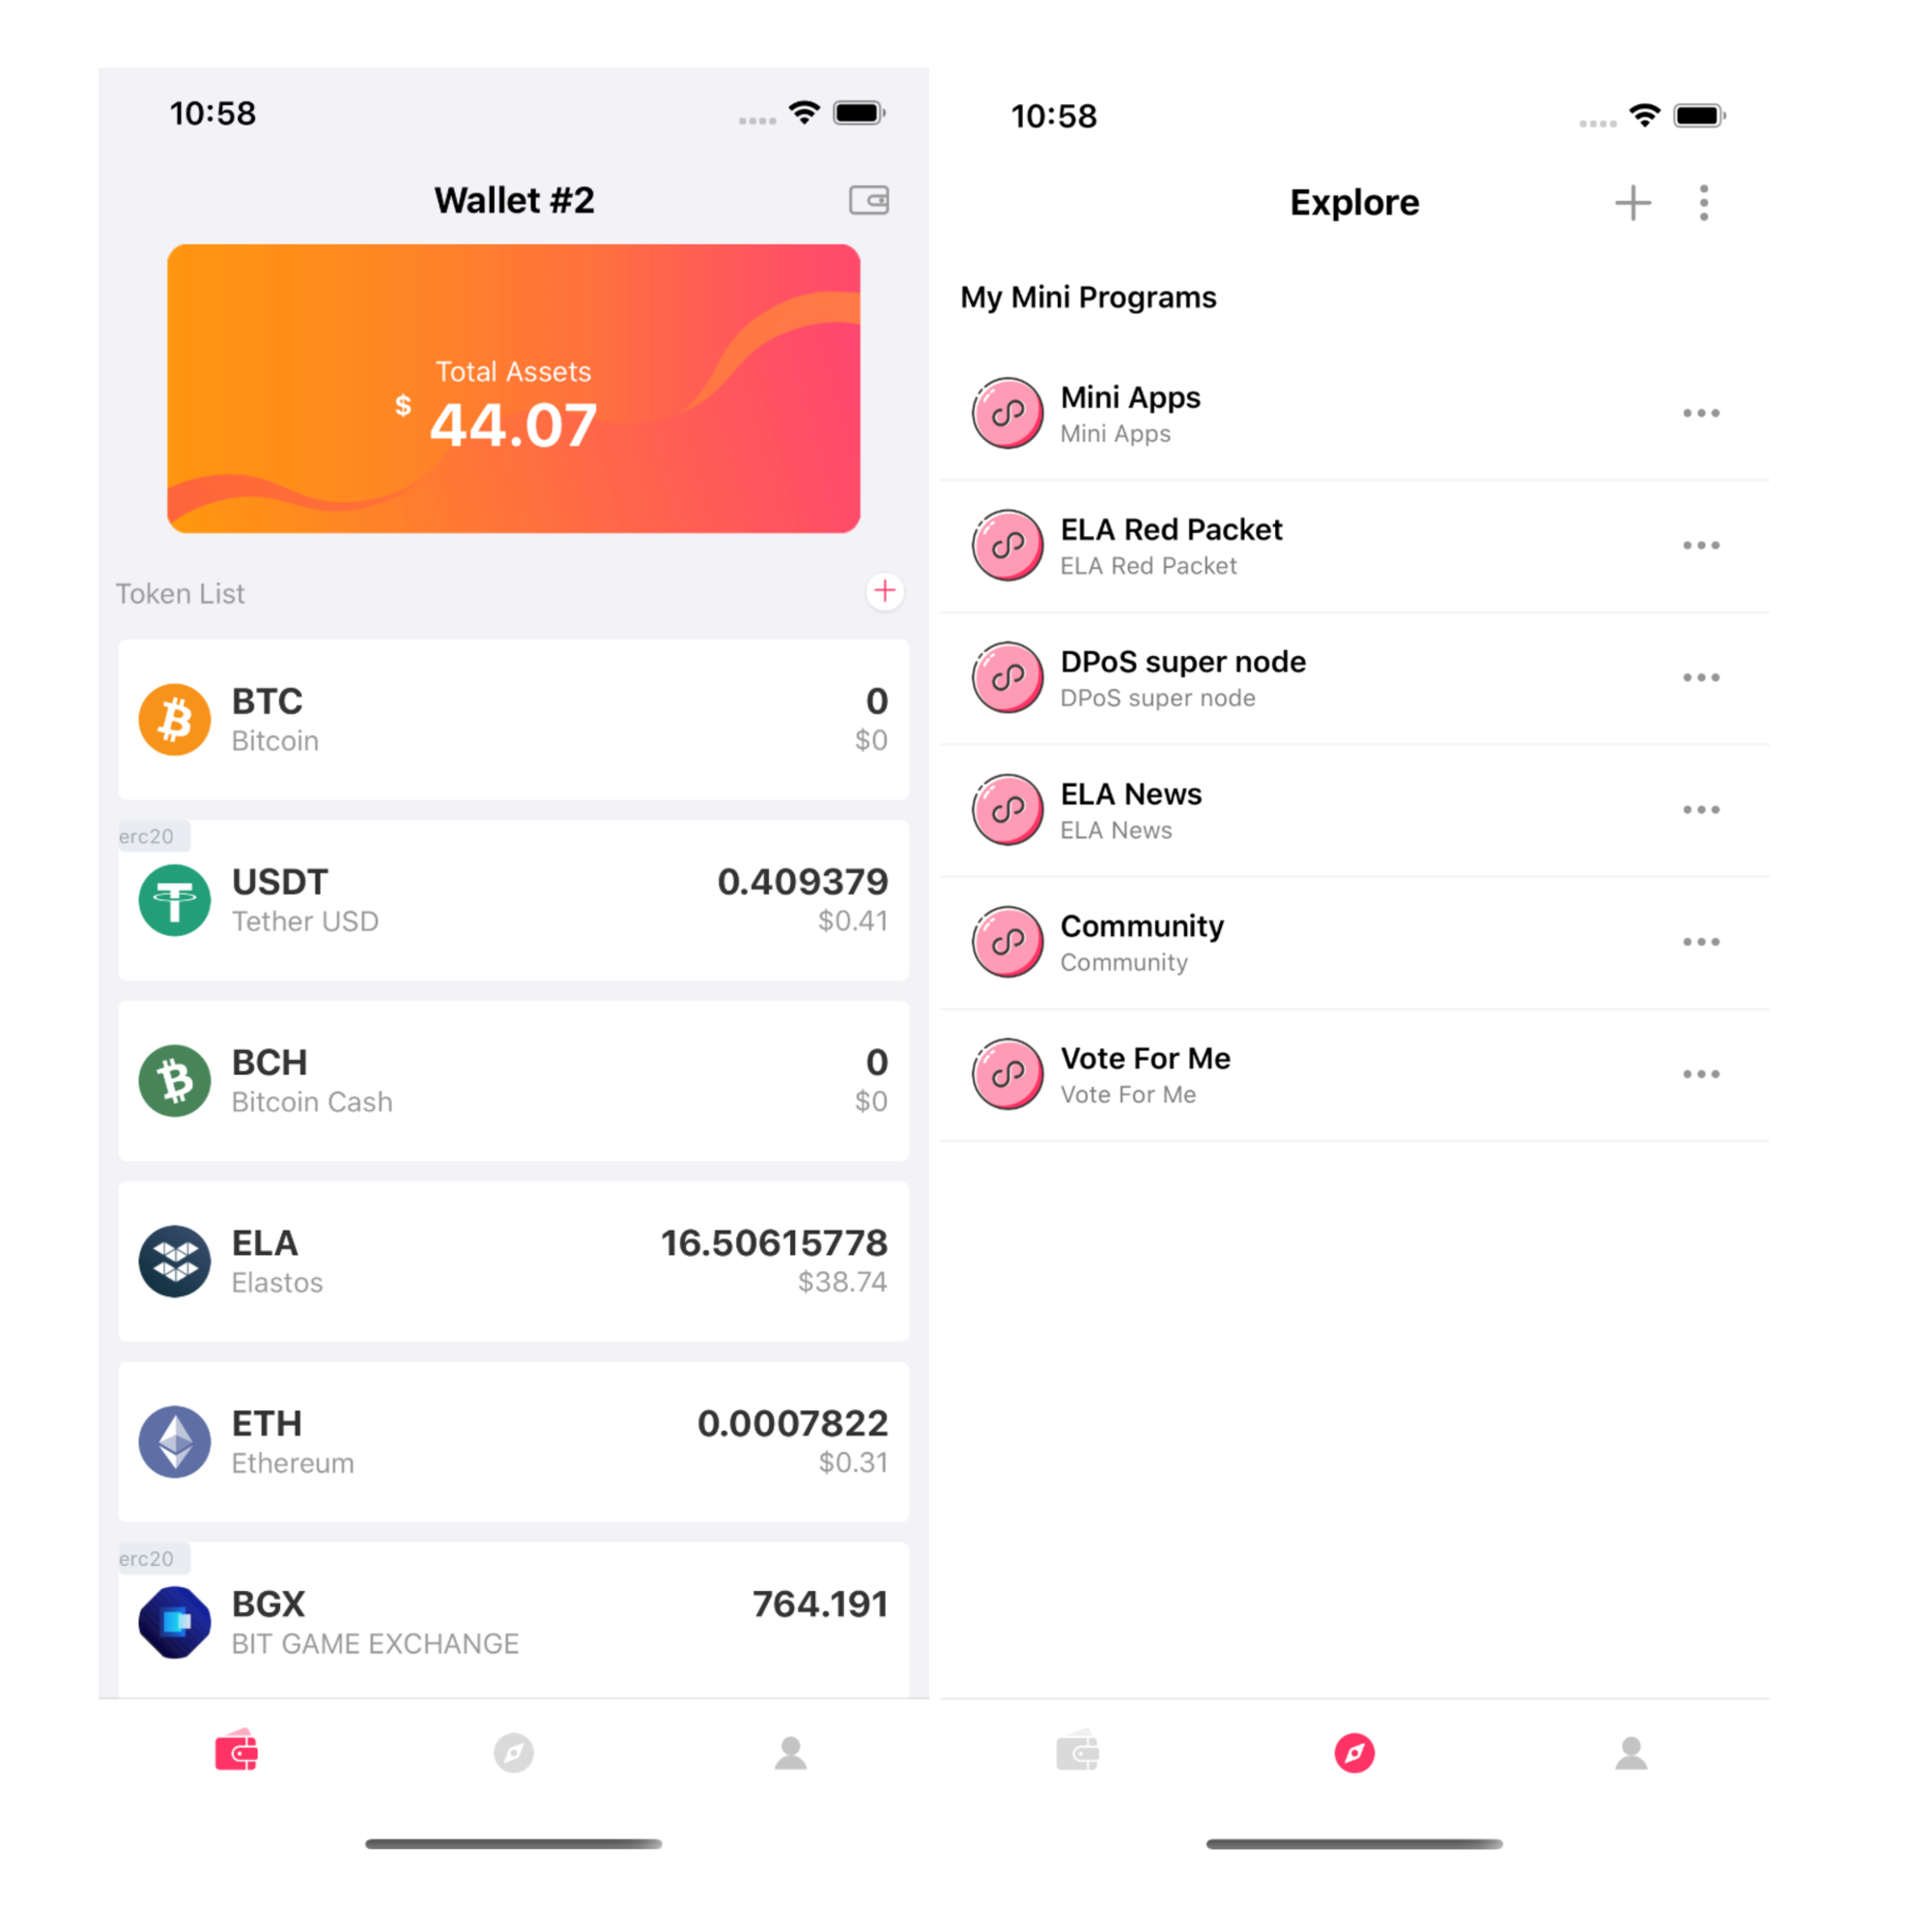 10:58
Wallet #2
Total Assets
$ 44.07
Token List
BTC 0
Bitcoin $0
erc20
USDT 0.409379
Tether USD $0.41
BCH 0
Bitcoin Cash $0
ELA 16.50615778
Elastos $38.74
ETH 0.0007822
Ethereum $0.31
erc20
BGX 764.191
BIT GAME EXCHANGE
10:58
Explore
My Mini Programs
Mini Apps
Mini Apps
ELA Red Packet
ELA Red Packet
DPoS super node
DPoS super node
ELA News
ELA News
Community
Community
Vote For Me
Vote For Me